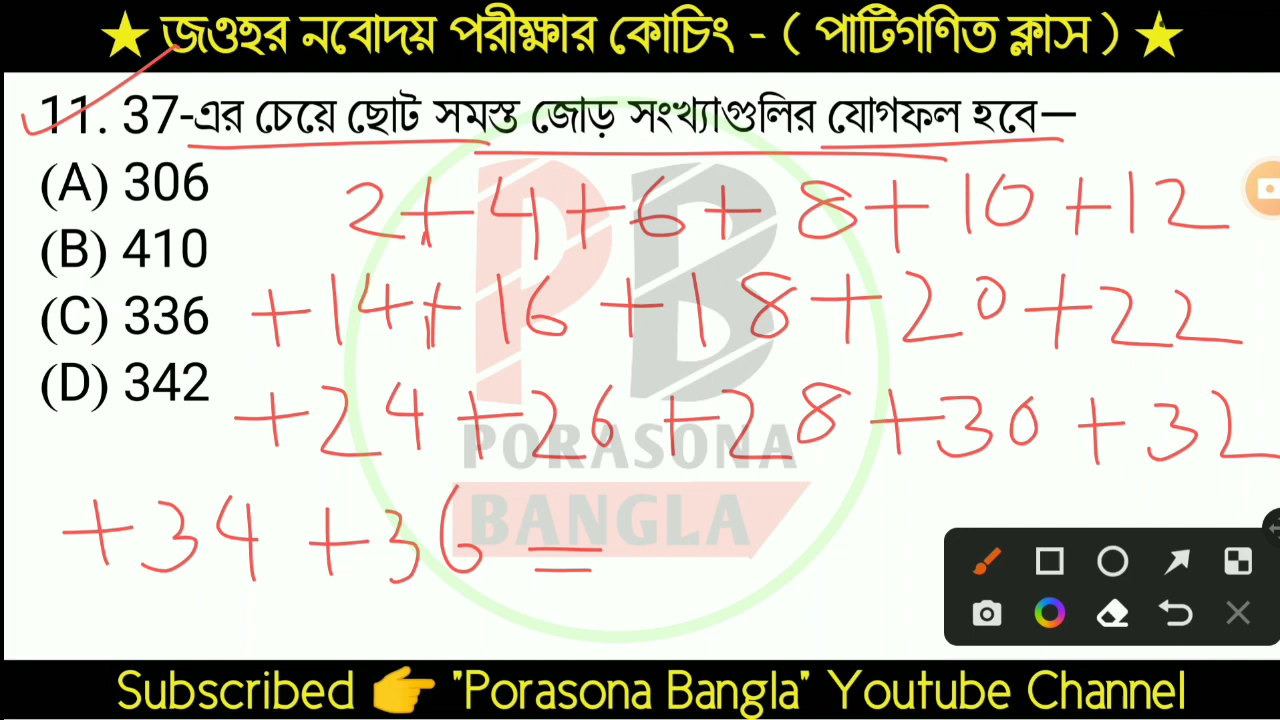 ★ জওহর নবোদয় পরীক্ষার কোচিং - ( পাটিগণিত ক্লাস ) ★
11. 37-এর চেয়ে ছোট সমস্ত জোড় সংখ্যাগুলির যোগফল হবে—
(A) 306
(B) 410
(C) 336
(D) 342
2+4+6+8+10+12
+14+16+18+20+22
+24+26+28+30+32
+34+36=
PB
PORASONA
BANGLA
Subscribed 👉 "Porasona Bangla" Youtube Channel